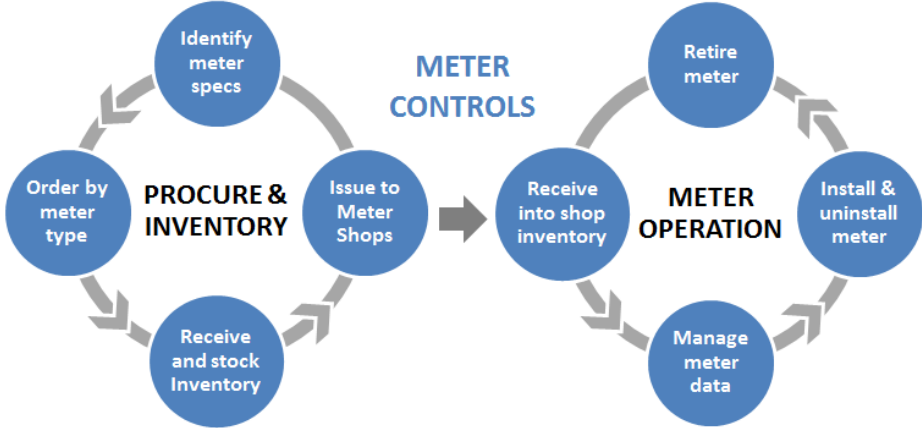 Identify
meter
specs
METER
CONTROLS
Retire
meter
Order by
meter
type
PROCURE &
INVENTORY
Issue to
Meter
Shops
Receive
into shop
inventory
METER
OPERATION
Install &
uninstall
meter
Receive
and stock
Inventory
Manage
meter
data